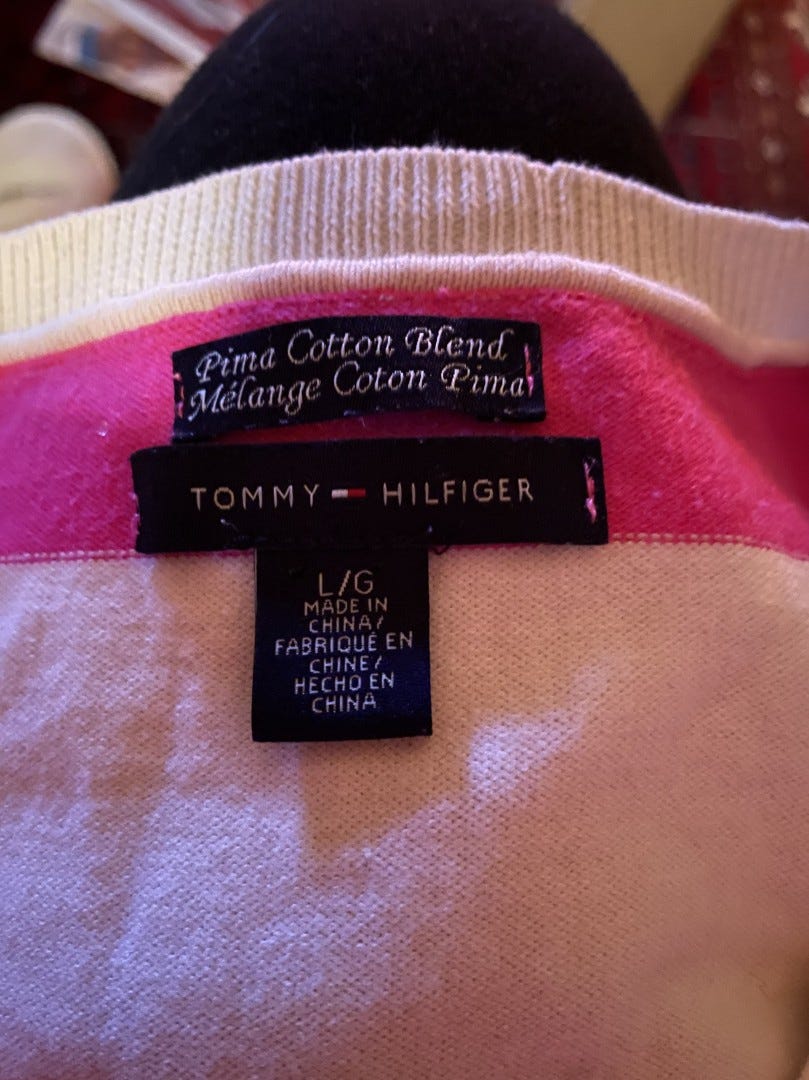 Pima Cotton Blend
Mélange Coton Pima
TOMMY HILFIGER
L/G
MADE IN
CHINA/
FABRIQUÉ EN
CHINE/
HECHO EN
CHINA